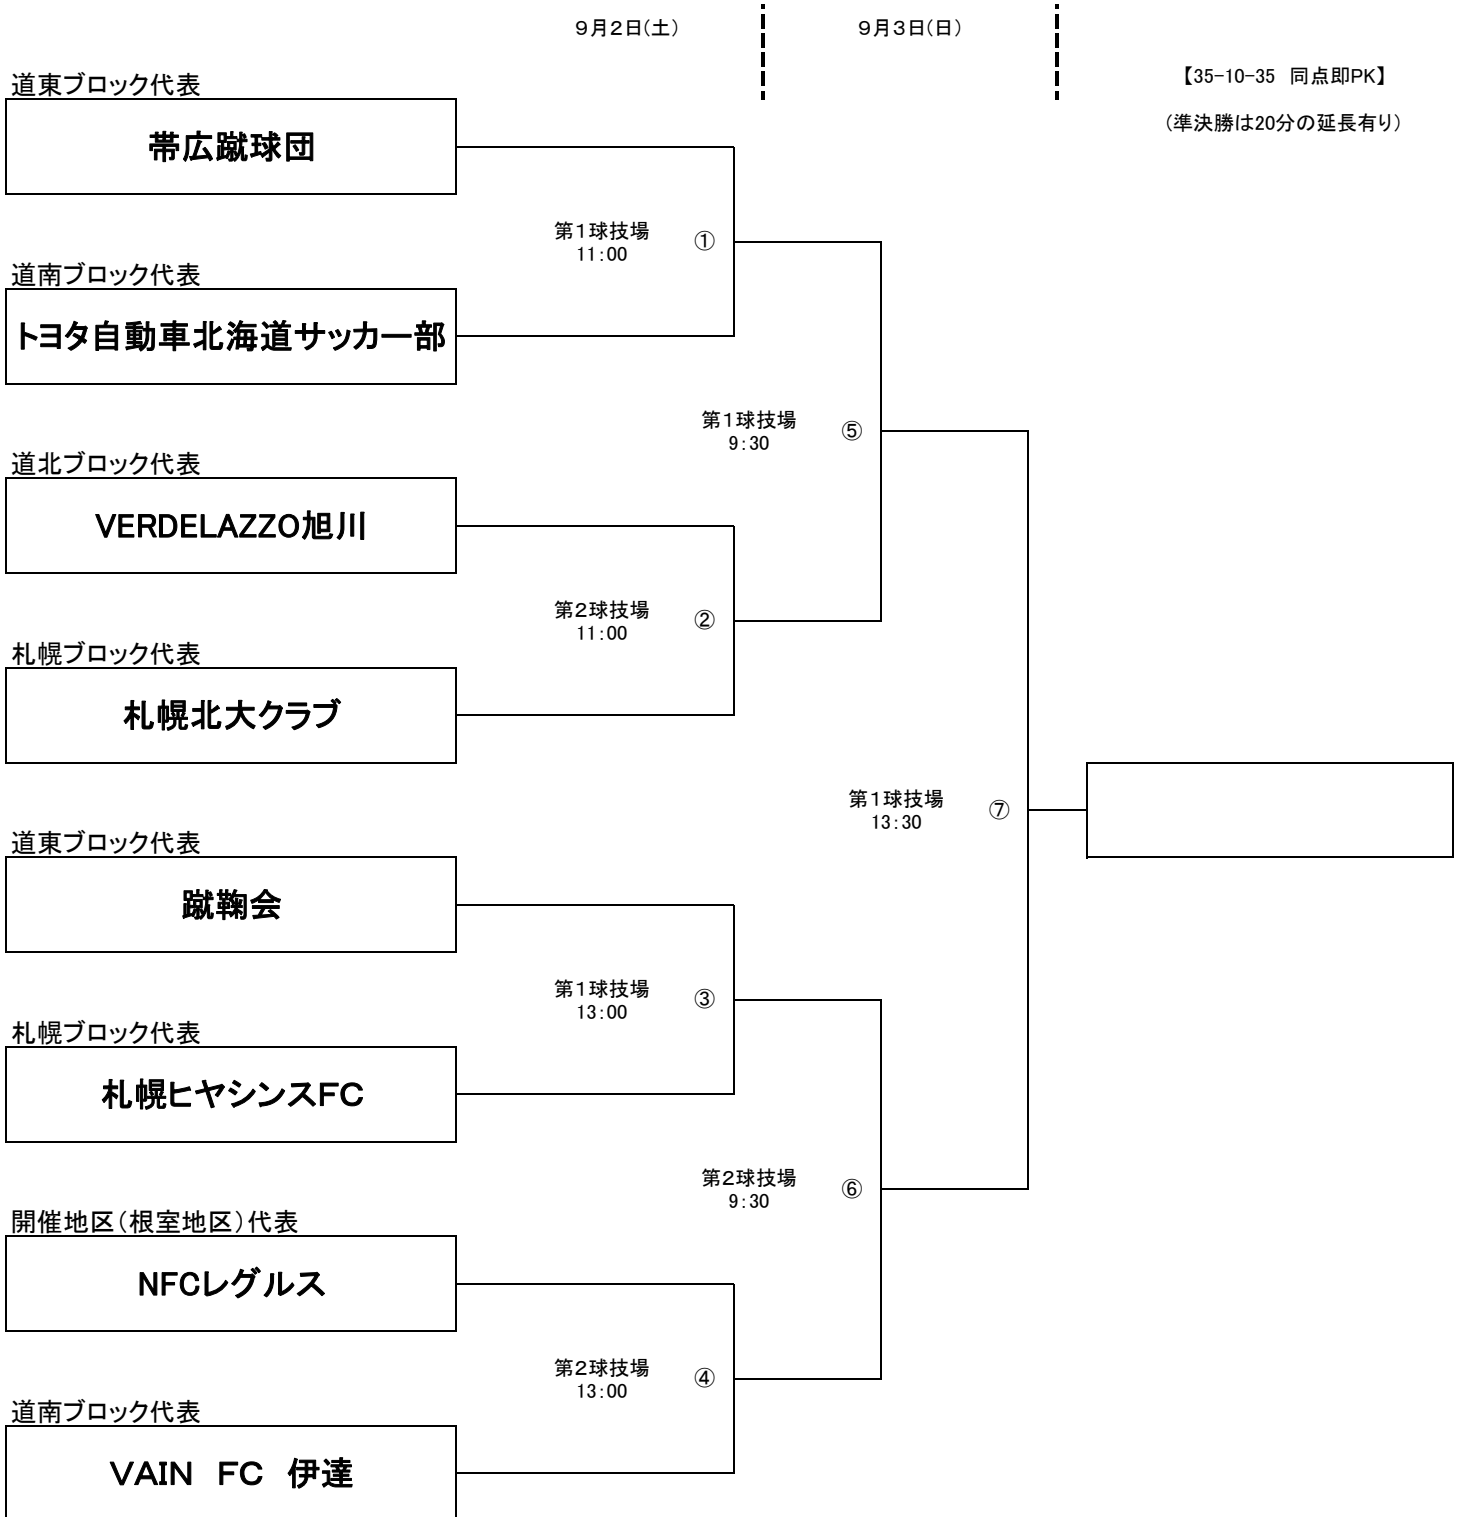 ９月２日(土)
９月３日(日)
【35-10-35　同点即PK】
（準決勝は20分の延長有り）
道東ブロック代表
帯広蹴球団
第１球技場
11：00
①
道南ブロック代表
トヨタ自動車北海道サッカー部
第１球技場
9：30
⑤
道北ブロック代表
VERDELAZZO旭川
第２球技場
11：00
②
札幌ブロック代表
札幌北大クラブ
第１球技場
13：30
⑦
道東ブロック代表
蹴鞠会
第１球技場
13：00
③
札幌ブロック代表
札幌ヒヤシンスFC
第２球技場
9：30
⑥
開催地区（根室地区）代表
NFCレグルス
第２球技場
13：00
④
道南ブロック代表
VAIN　FC　伊達